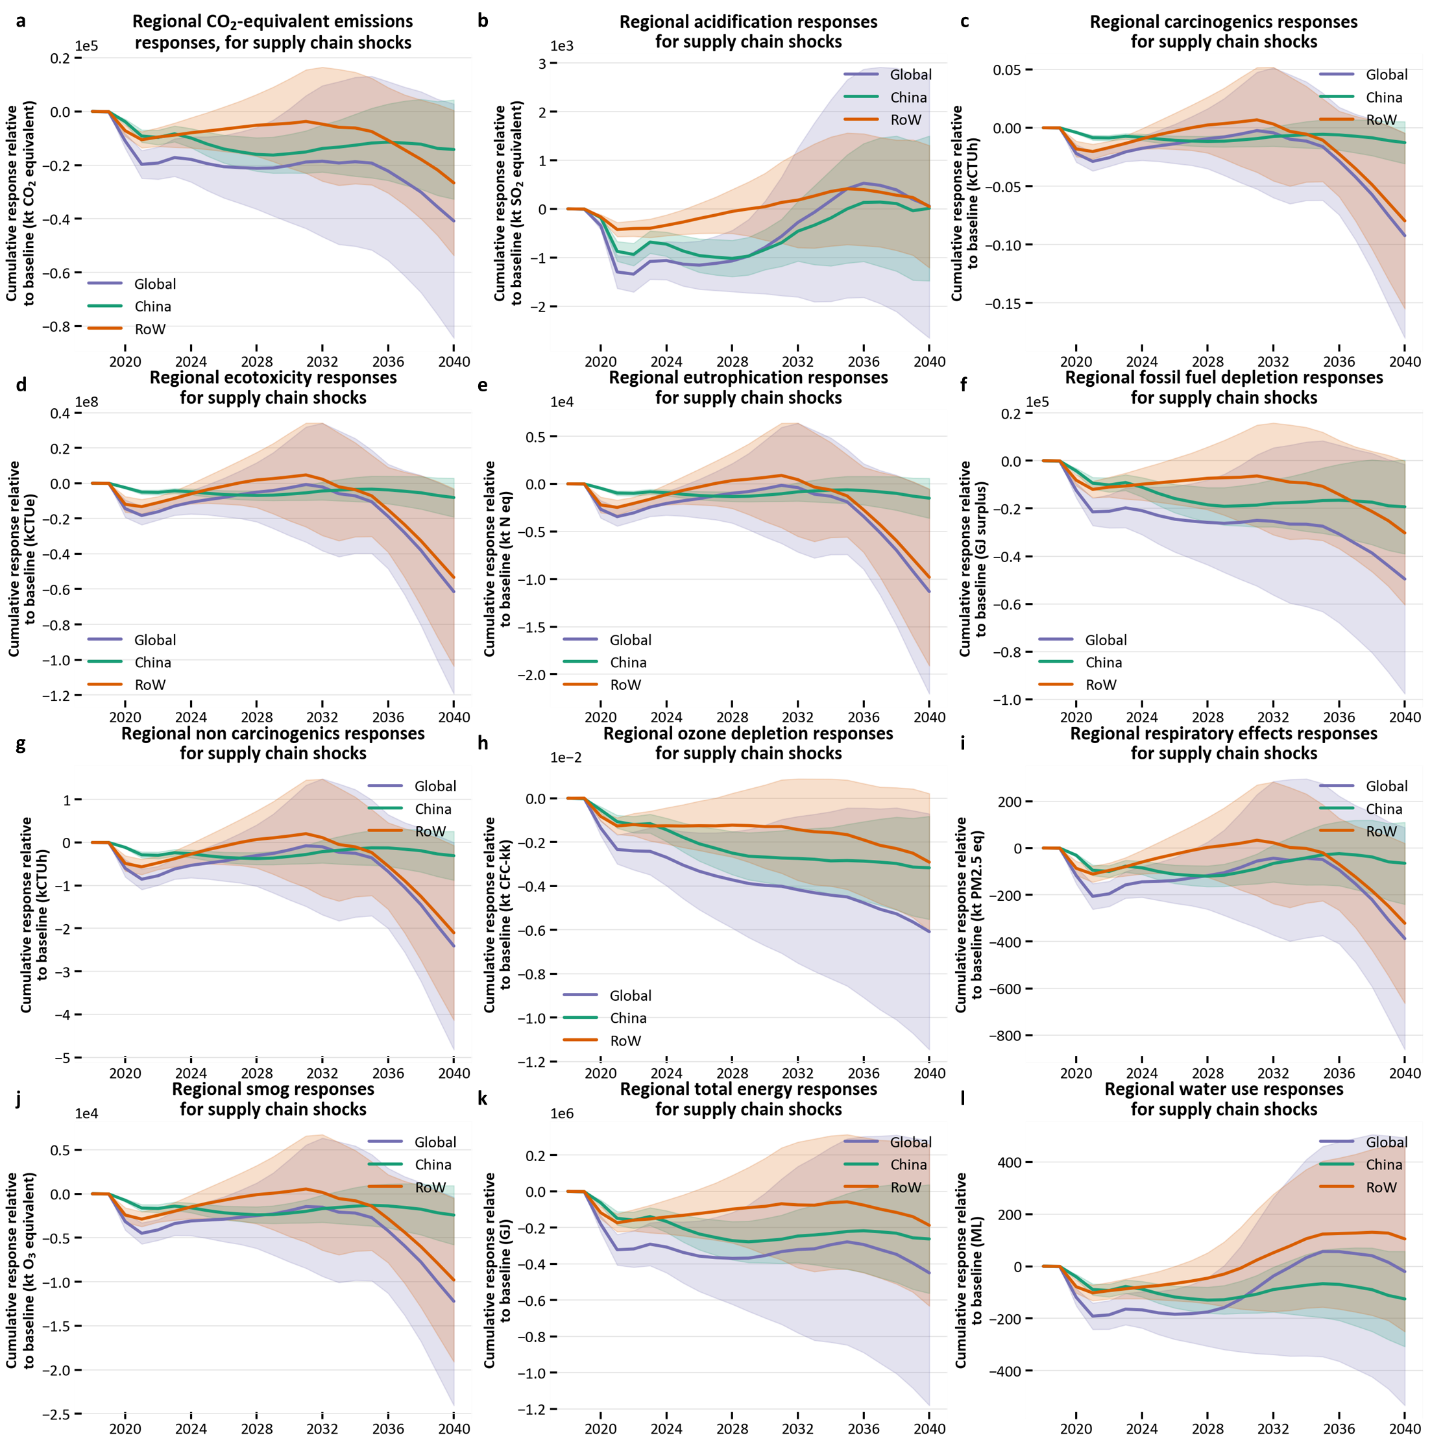 a
Regional CO₂-equivalent emissions
responses, for supply chain shocks
1e5
Cumulative response relative
to baseline (kt CO₂ equivalent)
0.2
0.0
−0.2
−0.4
−0.6
−0.8
Global
China
RoW
2020 2024 2028 2032 2036 2040
b
Regional acidification responses
for supply chain shocks
1e3
Cumulative response relative
to baseline (kt SO₂ equivalent)
3
2
1
0
−1
−2
Global
China
RoW
2020 2024 2028 2032 2036 2040
c
Regional carcinogenics responses
for supply chain shocks
Cumulative response relative
to baseline (kCTUh)
0.05
0.00
−0.05
−0.10
−0.15
Global
China
RoW
2020 2024 2028 2032 2036 2040
d
Regional ecotoxicity responses
for supply chain shocks
1e8
Cumulative response relative
to baseline (kCTUe)
0.4
0.2
0.0
−0.2
−0.4
−0.6
−0.8
−1.0
−1.2
Global
China
RoW
2020 2024 2028 2032 2036 2040
e
Regional eutrophication responses
for supply chain shocks
1e4
Cumulative response relative
to baseline (kt N eq)
0.5
0.0
−0.5
−1.0
−1.5
−2.0
Global
China
RoW
2020 2024 2028 2032 2036 2040
f
Regional fossil fuel depletion responses
for supply chain shocks
1e5
Cumulative response relative
to baseline (GJ surplus)
0.2
0.0
−0.2
−0.4
−0.6
−0.8
−1.0
Global
China
RoW
2020 2024 2028 2032 2036 2040
g
Regional non carcinogenics responses
for supply chain shocks
Cumulative response relative
to baseline (kCTUh)
1
0
−1
−2
−3
−4
−5
Global
China
RoW
2020 2024 2028 2032 2036 2040
h
Regional ozone depletion responses
for supply chain shocks
1e−2
Cumulative response relative
to baseline (kt CFC-kk)
0.0
−0.2
−0.4
−0.6
−0.8
−1.0
−1.2
Global
China
RoW
2020 2024 2028 2032 2036 2040
i
Regional respiratory effects responses
for supply chain shocks
Cumulative response relative
to baseline (kt PM2.5 eq)
200
0
−200
−400
−600
−800
Global
China
RoW
2020 2024 2028 2032 2036 2040
j
Regional smog responses
for supply chain shocks
1e4
Cumulative response relative
to baseline (kt O₃ equivalent)
0.5
0.0
−0.5
−1.0
−1.5
−2.0
−2.5
Global
China
RoW
2020 2024 2028 2032 2036 2040
k
Regional total energy responses
for supply chain shocks
1e6
Cumulative response relative
to baseline (GJ)
0.2
0.0
−0.2
−0.4
−0.6
−0.8
−1.0
−1.2
Global
China
RoW
2020 2024 2028 2032 2036 2040
l
Regional water use responses
for supply chain shocks
Cumulative response relative
to baseline (ML)
400
200
0
−200
−400
Global
China
RoW
2020 2024 2028 2032 2036 2040